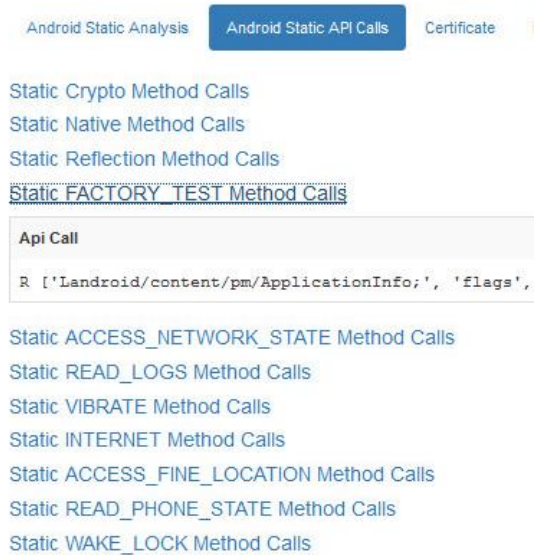 Android Static Analysis Android Static API Calls Certificate
Static Crypto Method Calls
Static Native Method Calls
Static Reflection Method Calls
Static FACTORY_TEST Method Calls
Api Call
R ['Landroid/content/pm/ApplicationInfo;', 'flags',
Static ACCESS_NETWORK_STATE Method Calls
Static READ_LOGS Method Calls
Static VIBRATE Method Calls
Static INTERNET Method Calls
Static ACCESS_FINE_LOCATION Method Calls
Static READ_PHONE_STATE Method Calls
Static WAKE_LOCK Method Calls